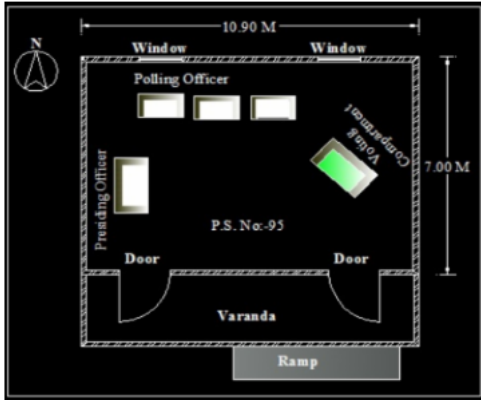 10.90 M
N
Window
Window
Polling Officer
Voting
Compartment
7.00 M
Presiding Officer
P.S. No:-95
Door
Door
Varanda
Ramp